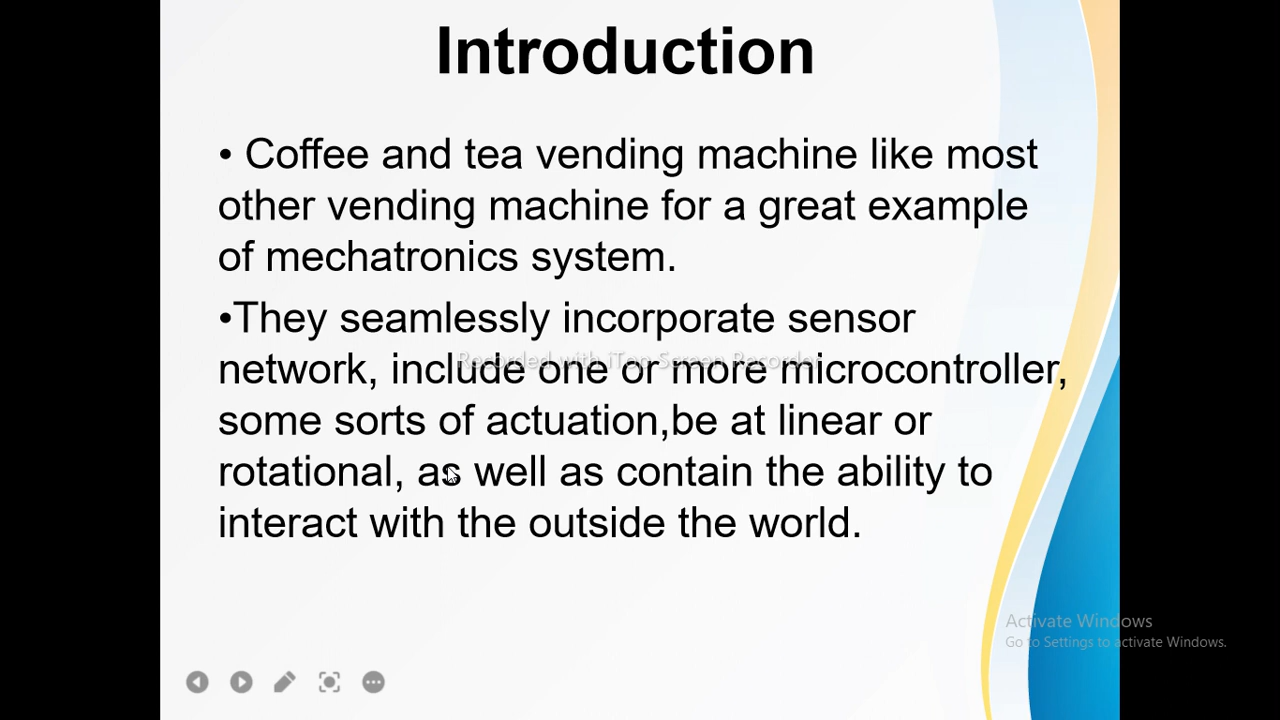 Introduction
• Coffee and tea vending machine like most
other vending machine for a great example
of mechatronics system.
•They seamlessly incorporate sensor
Recorded with iTop Screen Recorder
network, include one or more microcontroller,
some sorts of actuation,be at linear or
rotational, as well as contain the ability to
interact with the outside the world.
Activate Windows
Go to Settings to activate Windows.